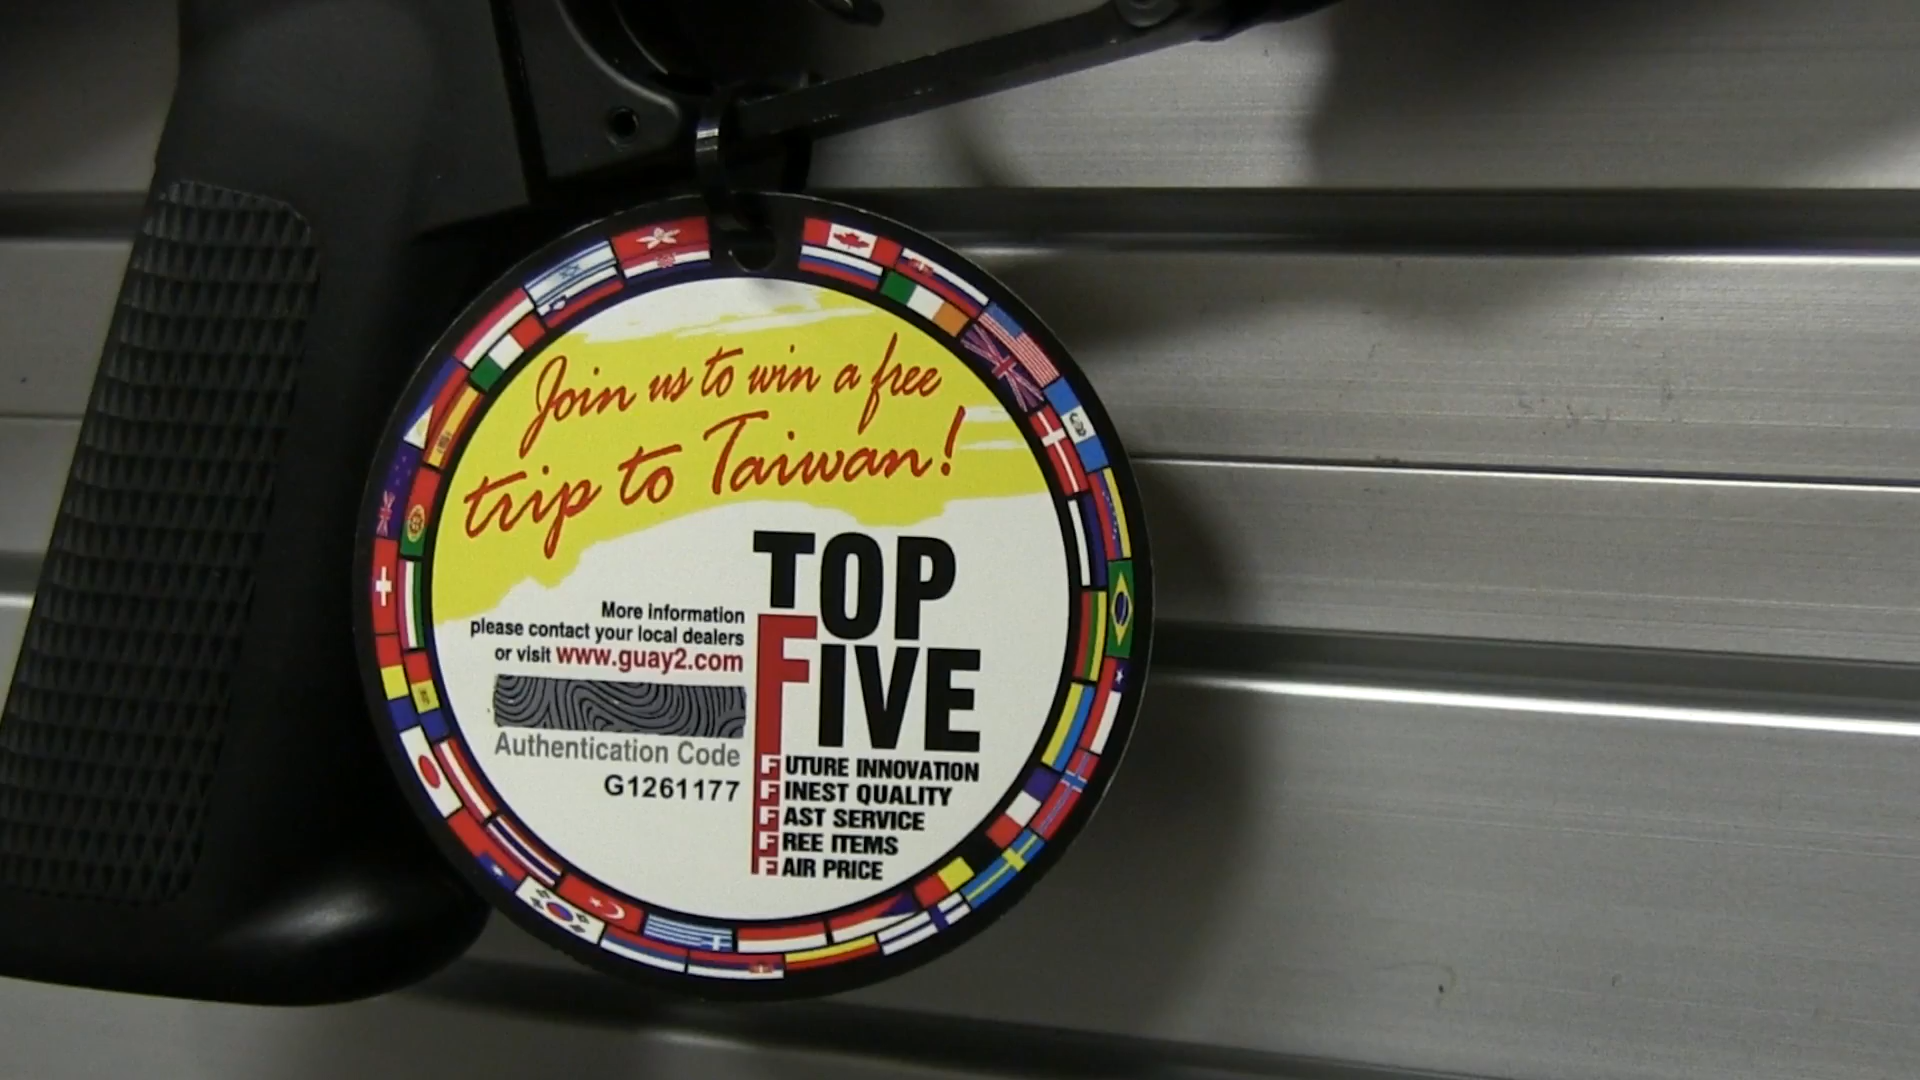 Join us to win a free
trip to Taiwan!
TOP
FIVE
More information
please contact your local dealers
or visit www.guay2.com
Authentication Code
G1261177
FUTURE INNOVATION
FINEST QUALITY
FAST SERVICE
FREE ITEMS
FAIR PRICE